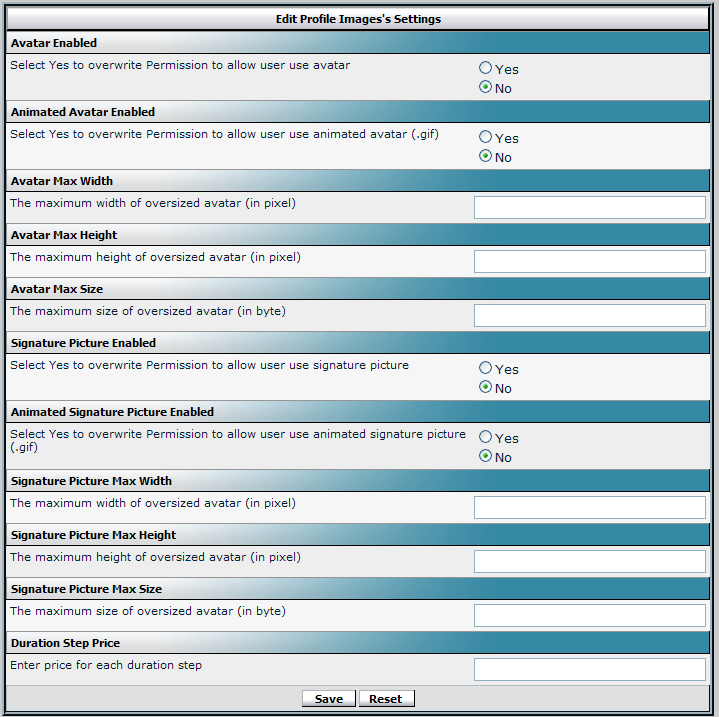 Edit Profile Images's Settings
Avatar Enabled
Select Yes to overwrite Permission to allow user use avatar
Yes
No
Animated Avatar Enabled
Select Yes to overwrite Permission to allow user use animated avatar (.gif)
Yes
No
Avatar Max Width
The maximum width of oversized avatar (in pixel)
Avatar Max Height
The maximum height of oversized avatar (in pixel)
Avatar Max Size
The maximum size of oversized avatar (in byte)
Signature Picture Enabled
Select Yes to overwrite Permission to allow user use signature picture
Yes
No
Animated Signature Picture Enabled
Select Yes to overwrite Permission to allow user use animated signature picture
(.gif)
Yes
No
Signature Picture Max Width
The maximum width of oversized avatar (in pixel)
Signature Picture Max Height
The maximum height of oversized avatar (in pixel)
Signature Picture Max Size
The maximum size of oversized avatar (in byte)
Duration Step Price
Enter price for each duration step
Save Reset